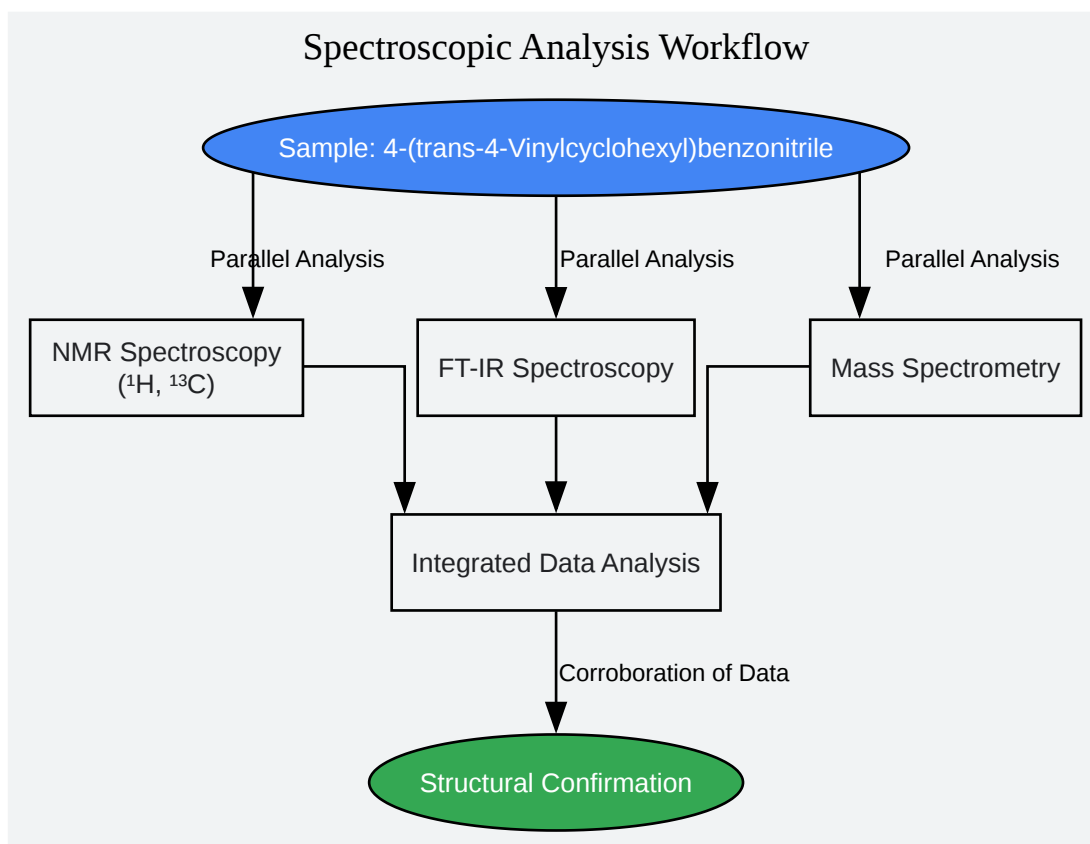 Spectroscopic Analysis Workflow
Sample: 4-(trans-4-Vinylcyclohexyl)benzonitrile
Parallel Analysis
Parallel Analysis
Parallel Analysis
NMR Spectroscopy
(¹H, ¹³C)
FT-IR Spectroscopy
Mass Spectrometry
Integrated Data Analysis
Corroboration of Data
Structural Confirmation